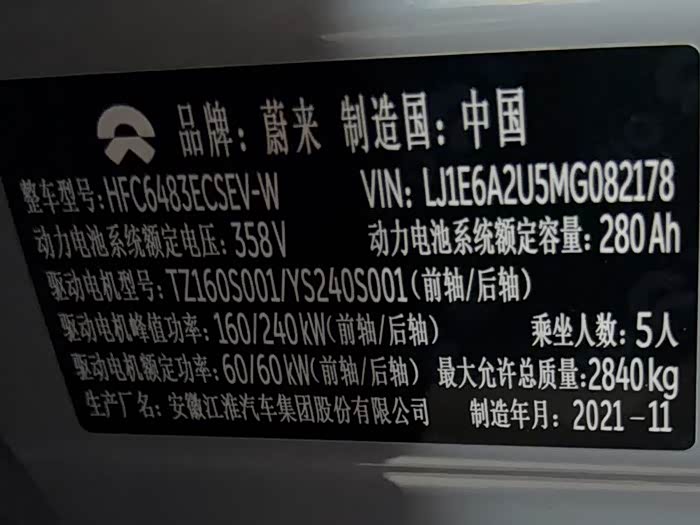 品牌：蔚来 制造国：中国
整车型号：HFC6483ECSEV-W VIN：LJ1E6A2U5MG082178
动力电池系统额定电压：358V 动力电池系统额定容量：280Ah
驱动电机型号：TZ160S001/YS240S001(前轴/后轴)
驱动电机峰值功率：160/240kW(前轴/后轴) 乘坐人数：5人
驱动电机额定功率：60/60kW(前轴/后轴) 最大允许总质量：2840kg
生产厂名：安徽江淮汽车集团股份有限公司 制造年月：2021-11